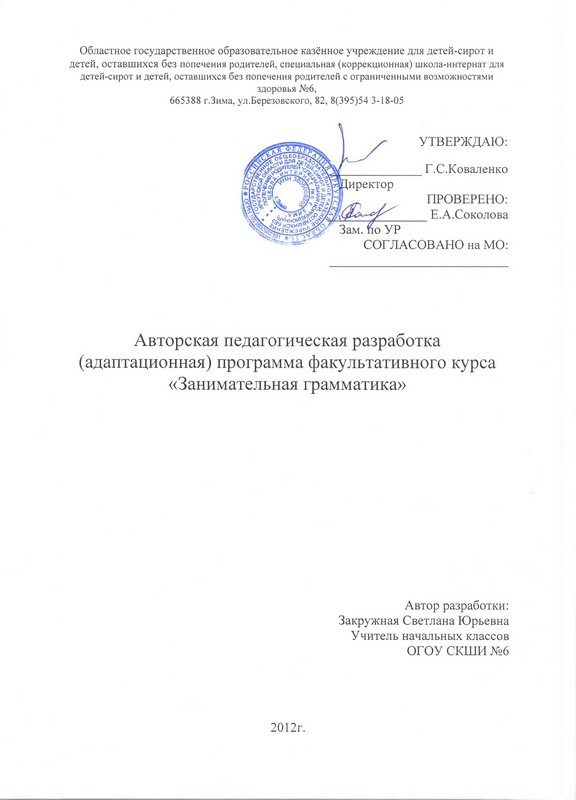 Областное государственное образовательное казённое учреждение для детей-сирот и
детей, оставшихся без попечения родителей, специальная (коррекционная) школа-интернат для
детей-сирот и детей, оставшихся без попечения родителей с ограниченными возможностями
здоровья №6,
665388 г.Зима, ул.Березовского, 82, 8(395)54 3-18-05
УТВЕРЖДАЮ:
Г.С.Коваленко
Директор
ПРОВЕРЕНО:
Е.А.Соколова
Зам. по УР
СОГЛАСОВАНО на МО:
РОССИЙСКАЯ ФЕДЕРАЦИЯ
Авторская педагогическая разработка
(адаптационная) программа факультативного курса
«Занимательная грамматика»
Автор разработки:
Закружная Светлана Юрьевна
Учитель начальных классов
ОГОУ СКШИ №6
2012г.